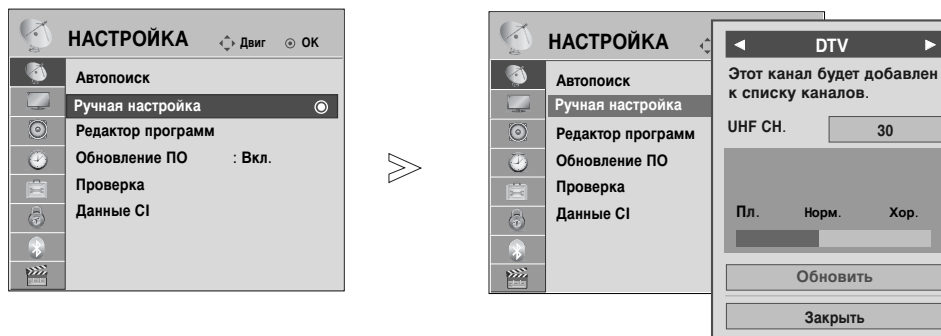 НАСТРОЙКА Двиг OK
Автопоиск
Ручная настройка
Редактор программ
Обновление ПО : Вкл.
Проверка
Данные CI
НАСТРОЙКА
Автопоиск
Ручная настройка
Редактор программ
Обновление ПО
Проверка
Данные CI
DTV
Этот канал будет добавлен
к списку каналов.
UHF CH. 30
Пл. Норм. Хор.
Обновить
Закрыть